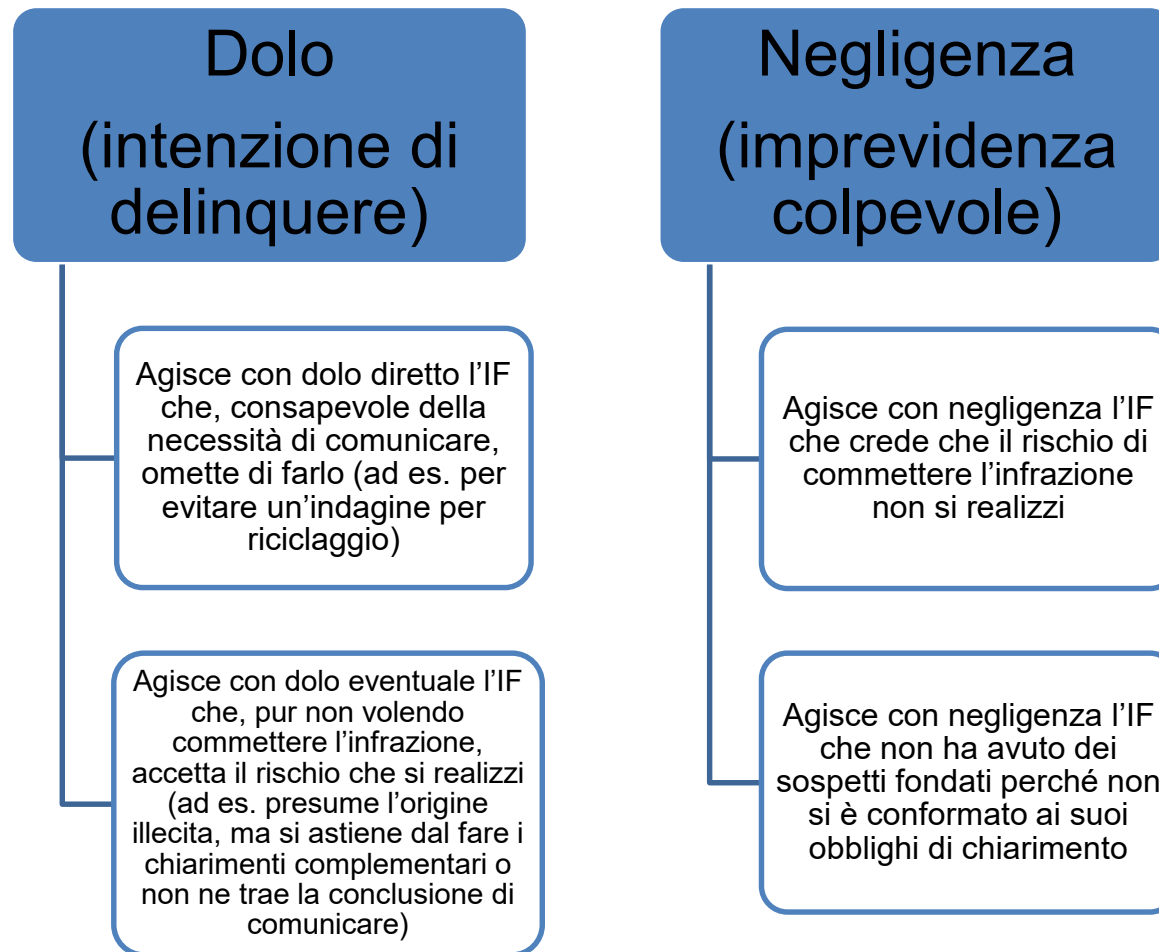 Dolo
(intenzione di
delinquere)
Agisce con dolo diretto l’IF
che, consapevole della
necessità di comunicare,
omette di farlo (ad es. per
evitare un’indagine per
riciclaggio)
Agisce con dolo eventuale l’IF
che, pur non volendo
commettere l’infrazione,
accetta il rischio che si realizzi
(ad es. presume l’origine
illecita, ma si astiene dal fare i
chiarimenti complementari o
non ne trae la conclusione di
comunicare)
Negligenza
(imprevidenza
colpevole)
Agisce con negligenza l’IF
che crede che il rischio di
commettere l’infrazione
non si realizzi
Agisce con negligenza l’IF
che non ha avuto dei
sospetti fondati perché non
si è conformato ai suoi
obblighi di chiarimento